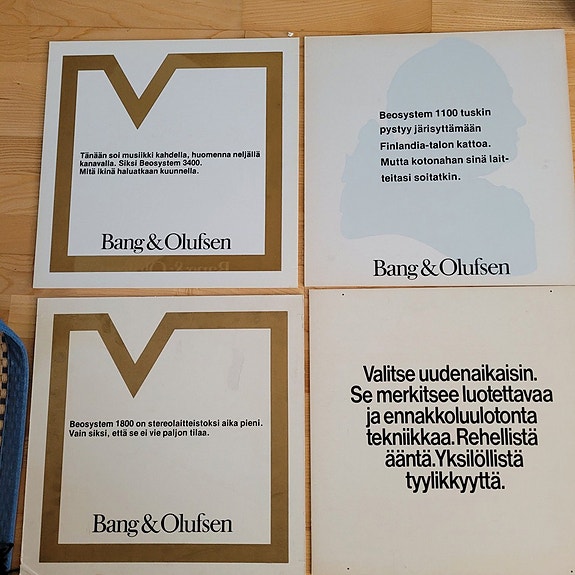 Tänään soi musiikki kahdella, huomenna neljällä
kanavalla. Siksi Beosystem 3400.
Mitä ikinä haluatkaan kuunnella.
Bang & Olufsen
Beosystem 1100 tuskin
pystyy järisyttämään
Finlandia-talon kattoa.
Mutta kotonahan sinä lait-
teitasi soitatkin.
Bang & Olufsen
Beosystem 1800 on stereolaitteistoksi aika pieni.
Vain siksi, että se ei vie paljon tilaa.
Bang & Olufsen
Valitse uudenaikaisin.
Se merkitsee luotettavaa
ja ennakkoluulotonta
tekniikkaa. Rehellistä
ääntä. Yksilöllistä
tyylikkyyttä.